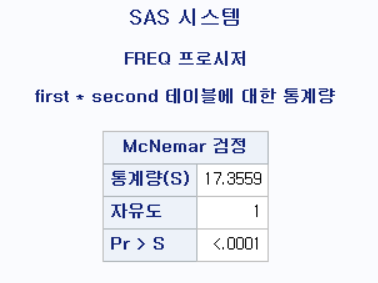 SAS 시스템
FREQ 프로시저
first * second 테이블에 대한 통계량
McNemar 검정
통계량(S) 17.3559
자유도 1
Pr > S <.0001